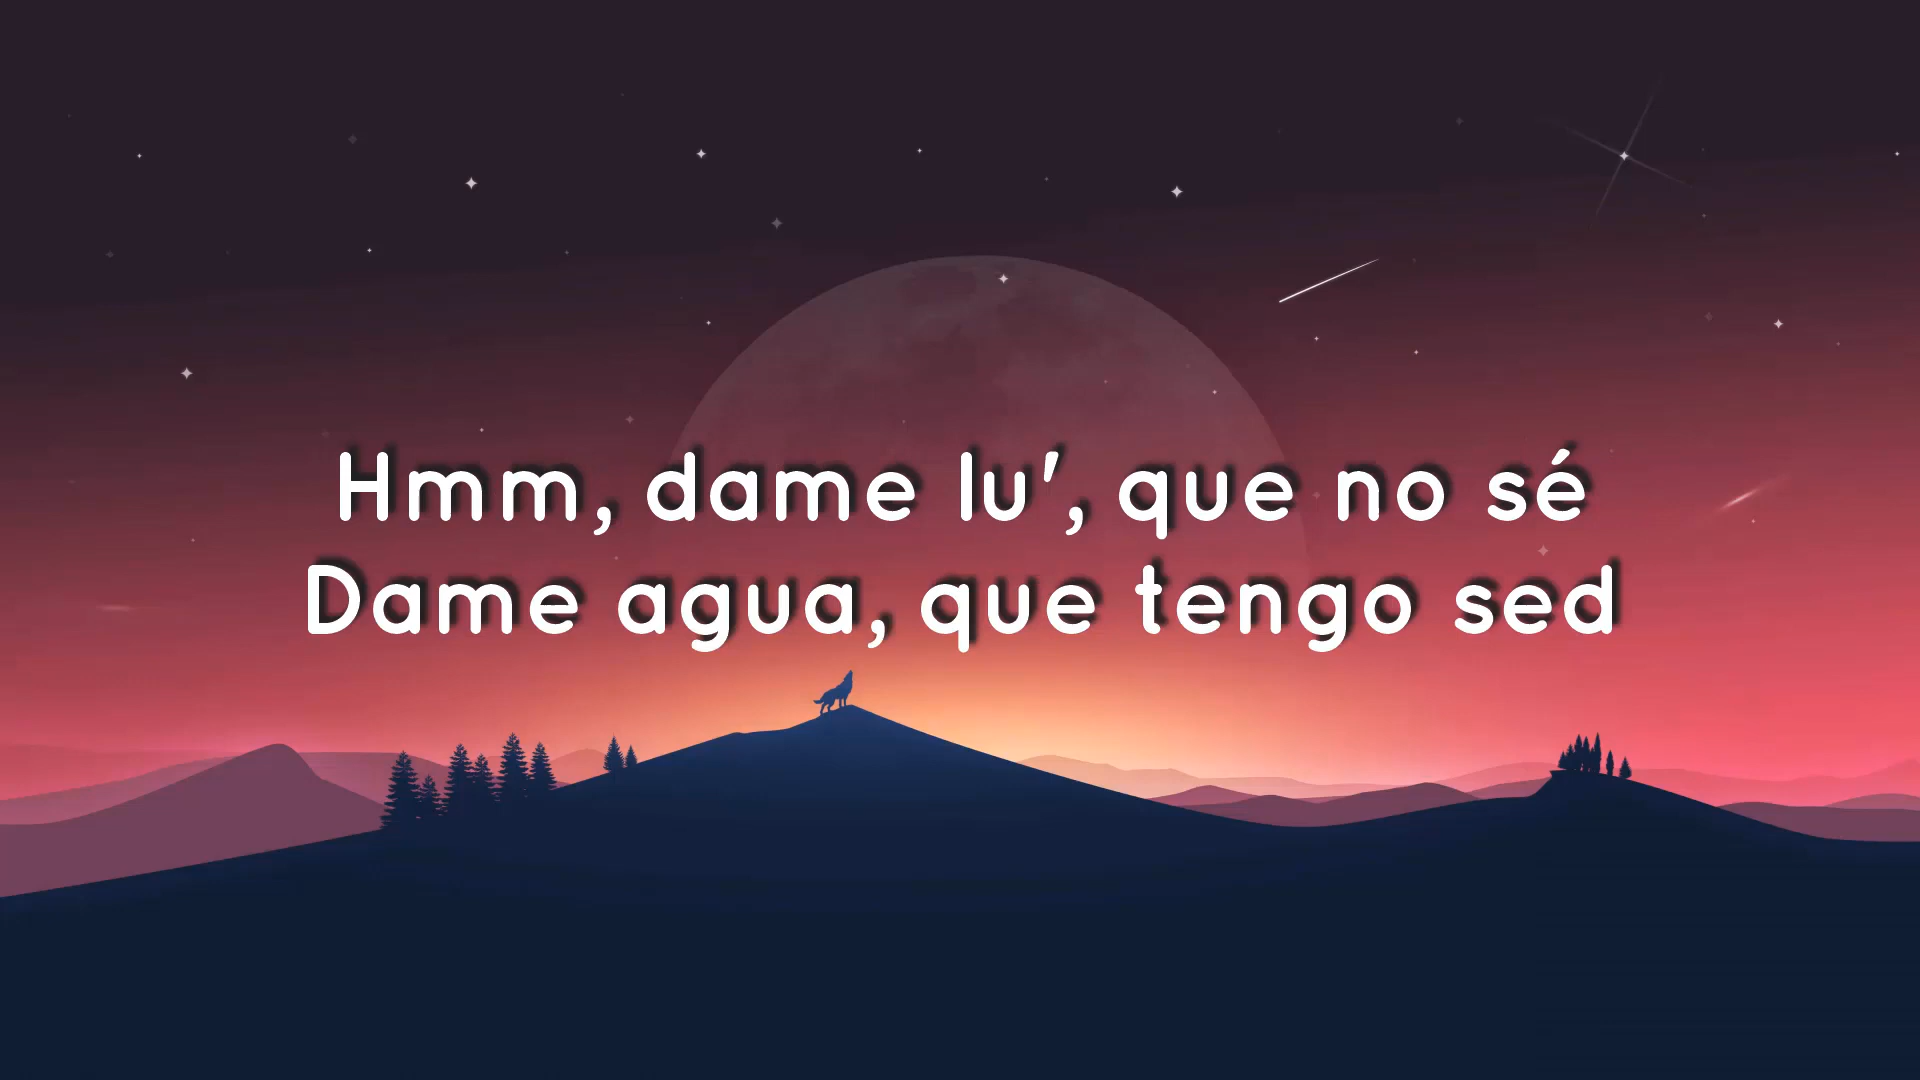 Hmm, dame lu', que no sé
Dame agua, que tengo sed